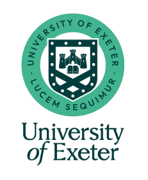 UNIVERSITY OF EXETER
LUCEM SEQUIMUR
University
of Exeter